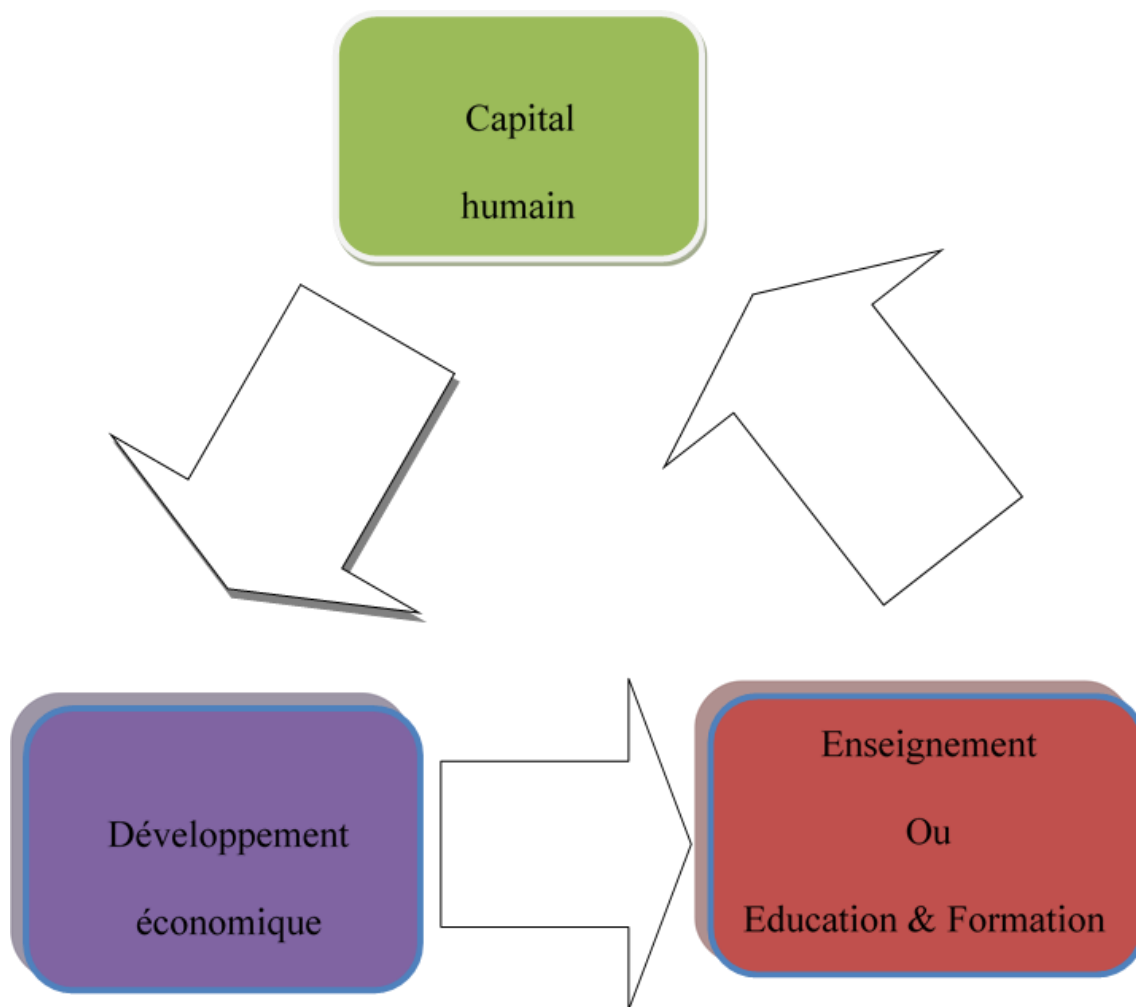 Capital
humain
Développement
économique
Enseignement
Ou
Education & Formation